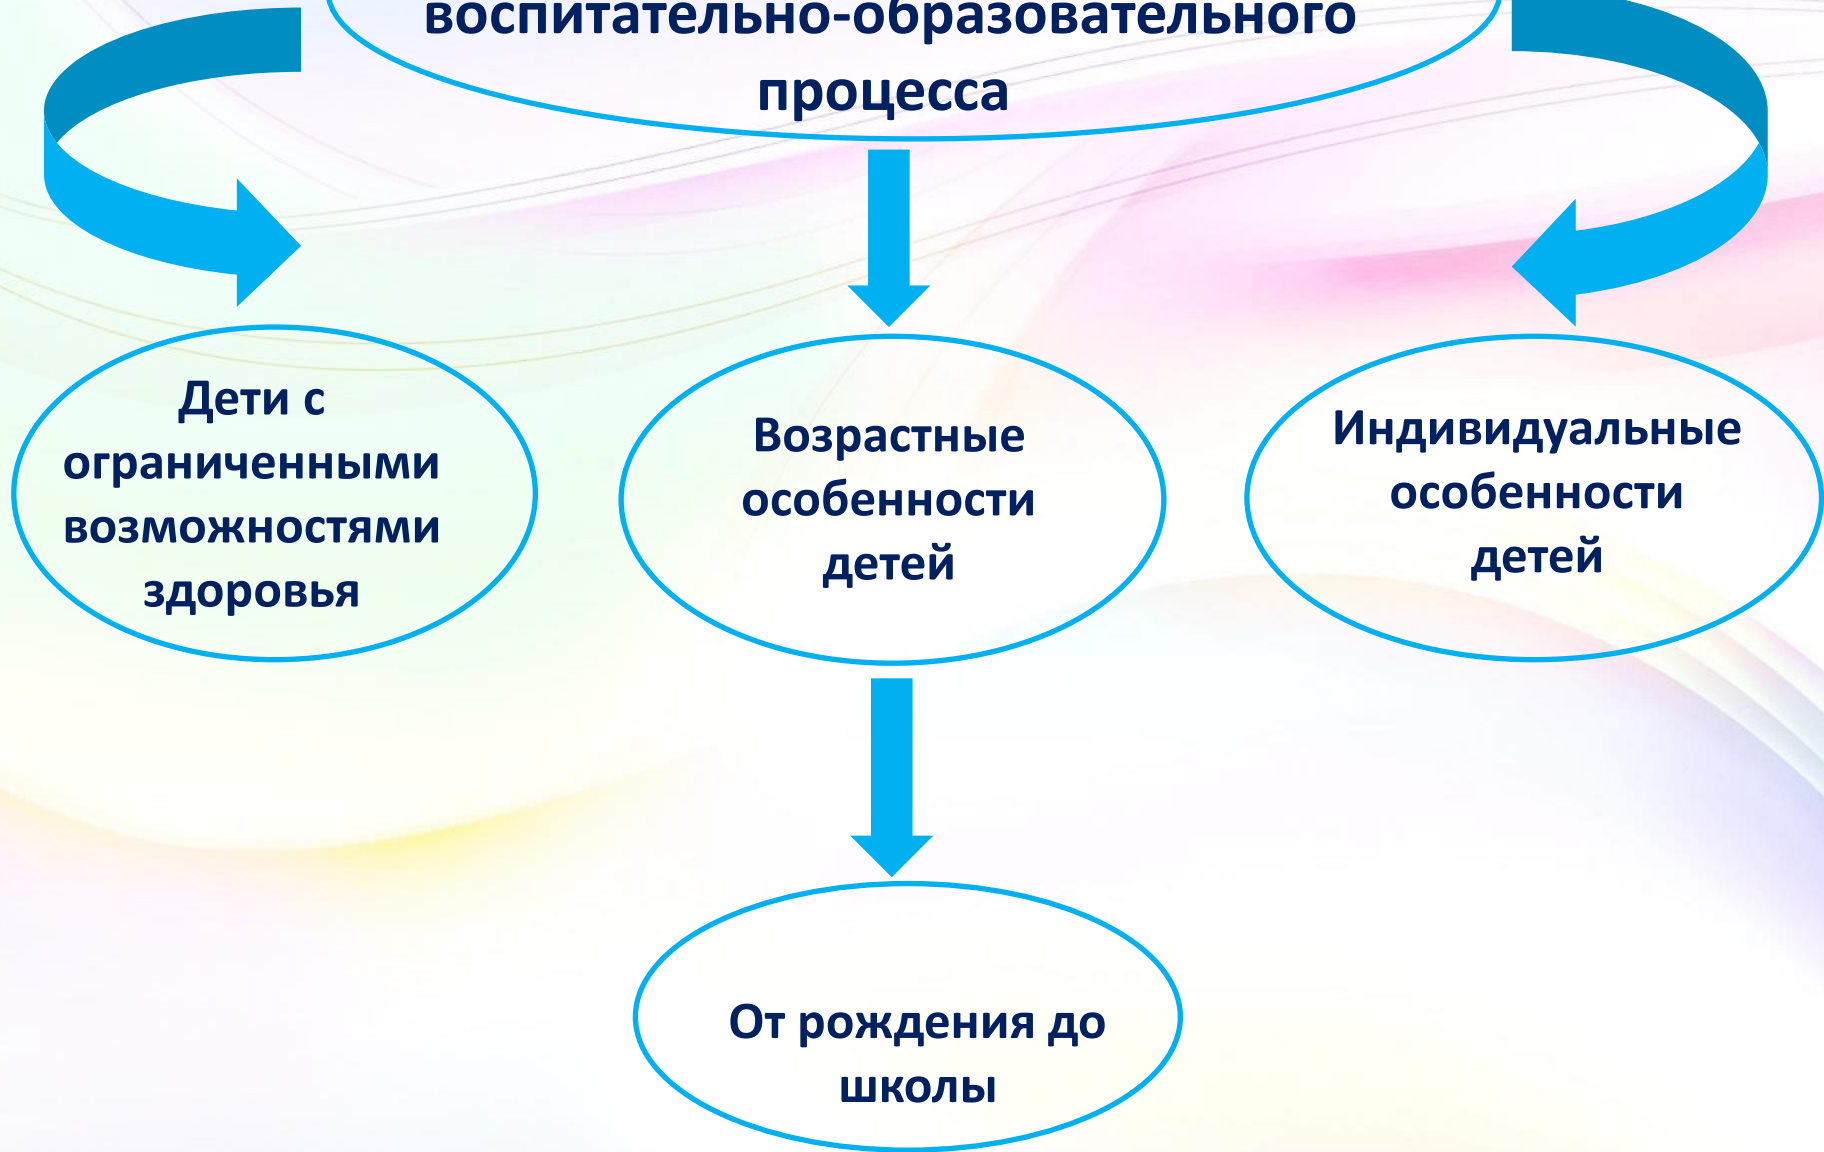 воспитательно-образовательного
процесса
Дети с
ограниченными
возможностями
здоровья
Возрастные
особенности
детей
Индивидуальные
особенности
детей
От рождения до
школы